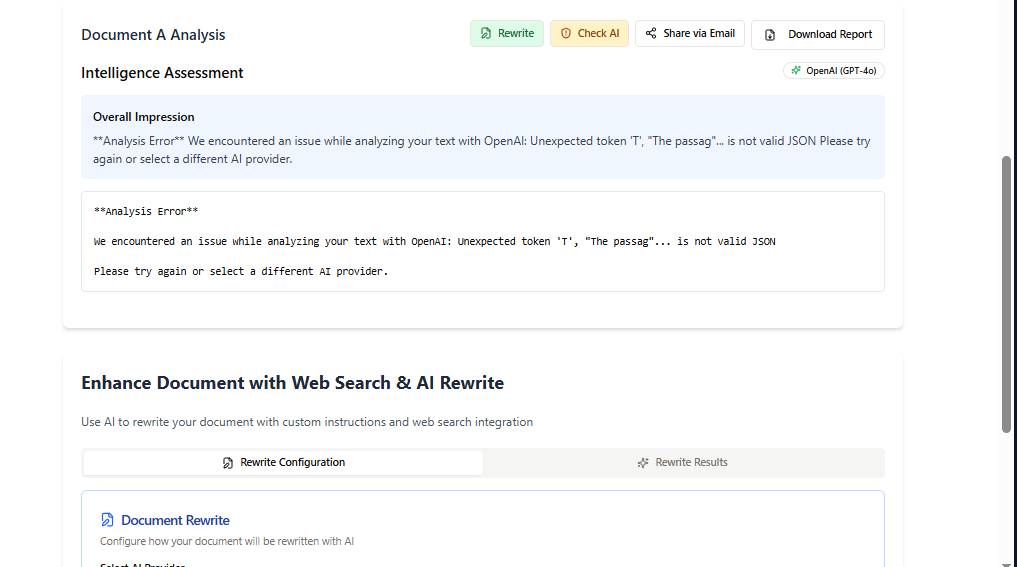 Document A Analysis
Rewrite
Check AI
Share via Email
Download Report
Intelligence Assessment
OpenAI (GPT-4o)
Overall Impression
**Analysis Error** We encountered an issue while analyzing your text with OpenAI: Unexpected token 'T', "The passag"... is not valid JSON Please try
again or select a different AI provider.
**Analysis Error**
We encountered an issue while analyzing your text with OpenAI: Unexpected token 'T', "The passag"... is not valid JSON
Please try again or select a different AI provider.
Enhance Document with Web Search & AI Rewrite
Use AI to rewrite your document with custom instructions and web search integration
Rewrite Configuration
Rewrite Results
Document Rewrite
Configure how your document will be rewritten with AI
Select AI Provider